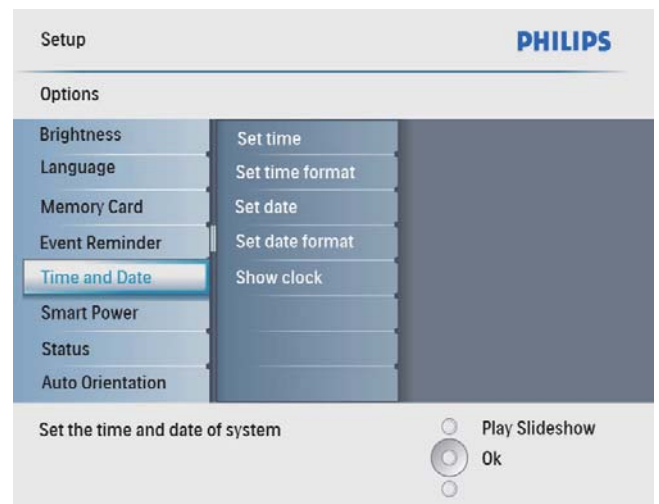 Setup
PHILIPS
Options
Brightness
Language
Memory Card
Event Reminder
Time and Date
Smart Power
Status
Auto Orientation
Set time
Set time format
Set date
Set date format
Show clock
Set the time and date of system
Play Slideshow
Ok